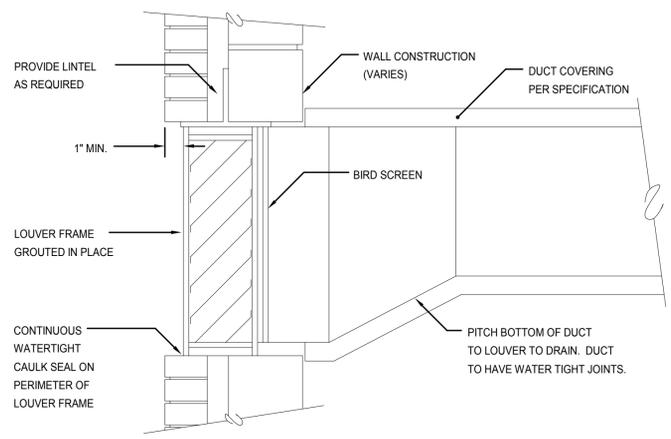 PROVIDE LINTEL
AS REQUIRED
WALL CONSTRUCTION
(VARIES)
DUCT COVERING
PER SPECIFICATION
1" MIN.
BIRD SCREEN
LOUVER FRAME
GROUTED IN PLACE
CONTINUOUS
WATERTIGHT
CAULK SEAL ON
PERIMETER OF
LOUVER FRAME
PITCH BOTTOM OF DUCT
TO LOUVER TO DRAIN. DUCT
TO HAVE WATER TIGHT JOINTS.